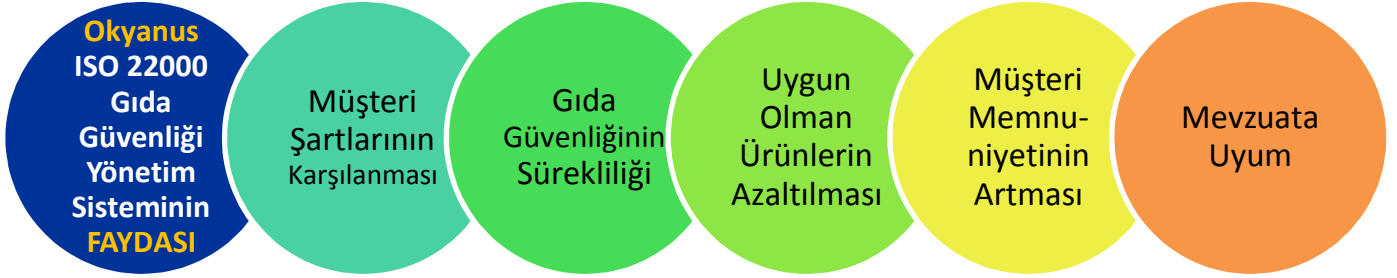 Okyanus
ISO 22000
Gıda
Güvenliği
Yönetim
Sisteminin
FAYDASI
Müşteri
Şartlarının
Karşılanması
Gıda
Güvenliğinin
Sürekliliği
Uygun
Olman
Ürünlerin
Azaltılması
Müşteri
Memnu-
niyetinin
Artması
Mevzuata
Uyum